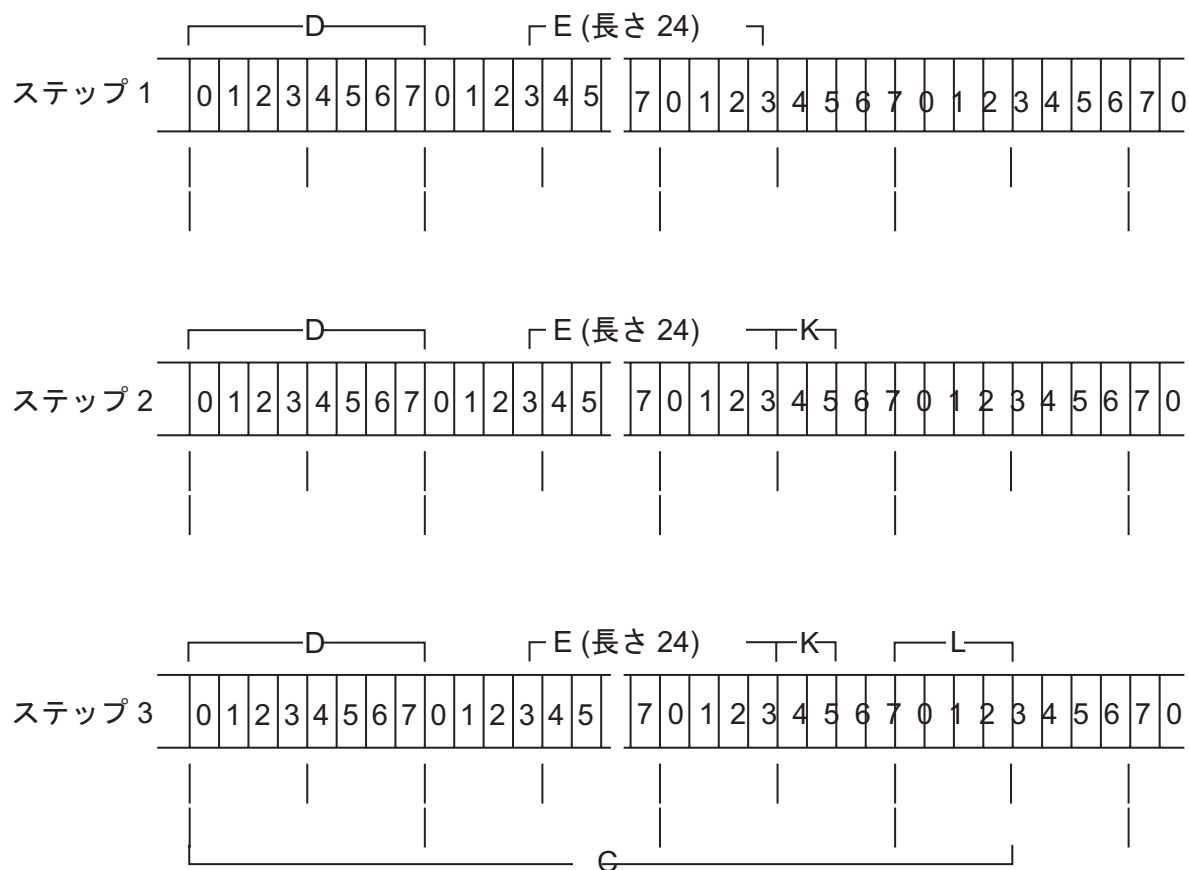 D E (長さ 24)
ステップ 1 0 1 2 3 4 5 6 7 0 1 2 3 4 5 7 0 1 2 3 4 5 6 7 0 1 2 3 4 5 6 7 0
D E (長さ 24) K
ステップ 2 0 1 2 3 4 5 6 7 0 1 2 3 4 5 7 0 1 2 3 4 5 6 7 0 1 2 3 4 5 6 7 0
D E (長さ 24) K L
ステップ 3 0 1 2 3 4 5 6 7 0 1 2 3 4 5 7 0 1 2 3 4 5 6 7 0 1 2 3 4 5 6 7 0
C